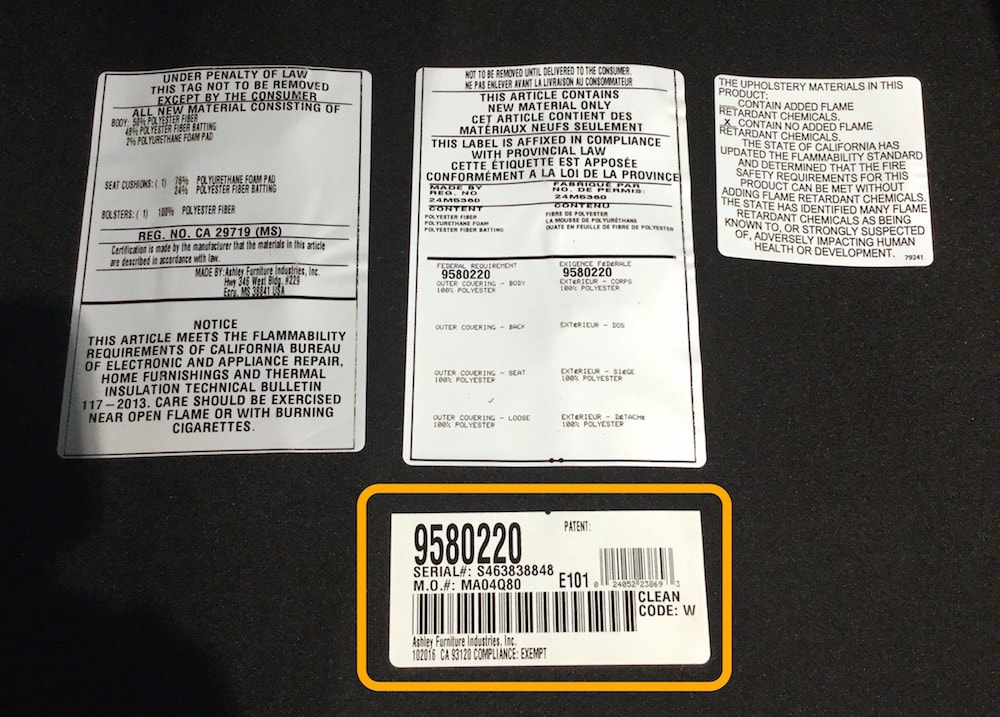 UNDER PENALTY OF LAW
THIS TAG NOT TO BE REMOVED
EXCEPT BY THE CONSUMER
ALL NEW MATERIAL CONSISTING OF
BODY: 50% POLYESTER FIBER
48% POLYESTER FIBER BATTING
2% POLYURETHANE FOAM PAD
SEAT CUSHIONS: ( 1) 76% POLYURETHANE FOAM PAD
24% POLYESTER FIBER BATTING
BOLSTERS: ( 1) 100% POLYESTER FIBER
REG. NO. CA 29719 (MS)
Certification is made by the manufacturer that the materials in this article
are described in accordance with law.
MADE BY: Ashley Furniture Industries, Inc.
Hwy 346 West Bldg. #229
Ecru, MS 38841 USA
NOTICE
THIS ARTICLE MEETS THE FLAMMABILITY
REQUIREMENTS OF CALIFORNIA BUREAU
OF ELECTRONIC AND APPLIANCE REPAIR,
HOME FURNISHINGS AND THERMAL
INSULATION TECHNICAL BULLETIN
117–2013. CARE SHOULD BE EXERCISED
NEAR OPEN FLAME OR WITH BURNING
CIGARETTES.
NOT TO BE REMOVED UNTIL DELIVERED TO THE CONSUMER.
NE PAS ENLEVER AVANT LA LIVRAISON AU CONSOMMATEUR
THIS ARTICLE CONTAINS
NEW MATERIAL ONLY
CET ARTICLE CONTIENT DES
MATÉRIAUX NEUFS SEULEMENT
THIS LABEL IS AFFIXED IN COMPLIANCE
WITH PROVINCIAL LAW
CETTE ÉTIQUETTE EST APPOSÉE
CONFORMÉMENT A LA LOI DE LA PROVINCE
MADE BY FABRIQUE PAR
REG. NO NO. DE PERMIS:
24M5360 24M5360
CONTENT CONTENU
POLYESTER FIBER FIBRE DE POLYESTER
POLYURETHANE FOAM LA MOUSSE DE POLYURÉTHANE
POLYESTER FIBER BATTING OUATE EN FEUILLE DE FIBRE DE POLYESTER
FEDERAL REQUIREMENT EXIGENCE FéDéRALE
9580220 9580220
OUTER COVERING - BODY EXTéRIEUR - CORPS
100% POLYESTER 100% POLYESTER
OUTER COVERING - BACK EXTéRIEUR - DOS
OUTER COVERING - SEAT EXTéRIEUR - SIéGE
100% POLYESTER 100% POLYESTER
OUTER COVERING - LOOSE EXTéRIEUR - DéTACHé
100% POLYESTER 100% POLYESTER
THE UPHOLSTERY MATERIALS IN THIS
PRODUCT:
__CONTAIN ADDED FLAME
RETARDANT CHEMICALS.
X CONTAIN NO ADDED FLAME
RETARDANT CHEMICALS.
THE STATE OF CALIFORNIA HAS
UPDATED THE FLAMMABILITY STANDARD
AND DETERMINED THAT THE FIRE
SAFETY REQUIREMENTS FOR THIS
PRODUCT CAN BE MET WITHOUT
ADDING FLAME RETARDANT CHEMICALS.
THE STATE HAS IDENTIFIED MANY FLAME
RETARDANT CHEMICALS AS BEING
KNOWN TO, OR STRONGLY SUSPECTED
OF, ADVERSELY IMPACTING HUMAN
HEALTH OR DEVELOPMENT. 79241
9580220 PATENT:
SERIAL#: S463838848
M.O.#: MA04Q80 E101 0 24052 23869 3
CLEAN
CODE: W
Ashley Furniture Industries, Inc.
102016 CA 93120 COMPLIANCE: EXEMPT